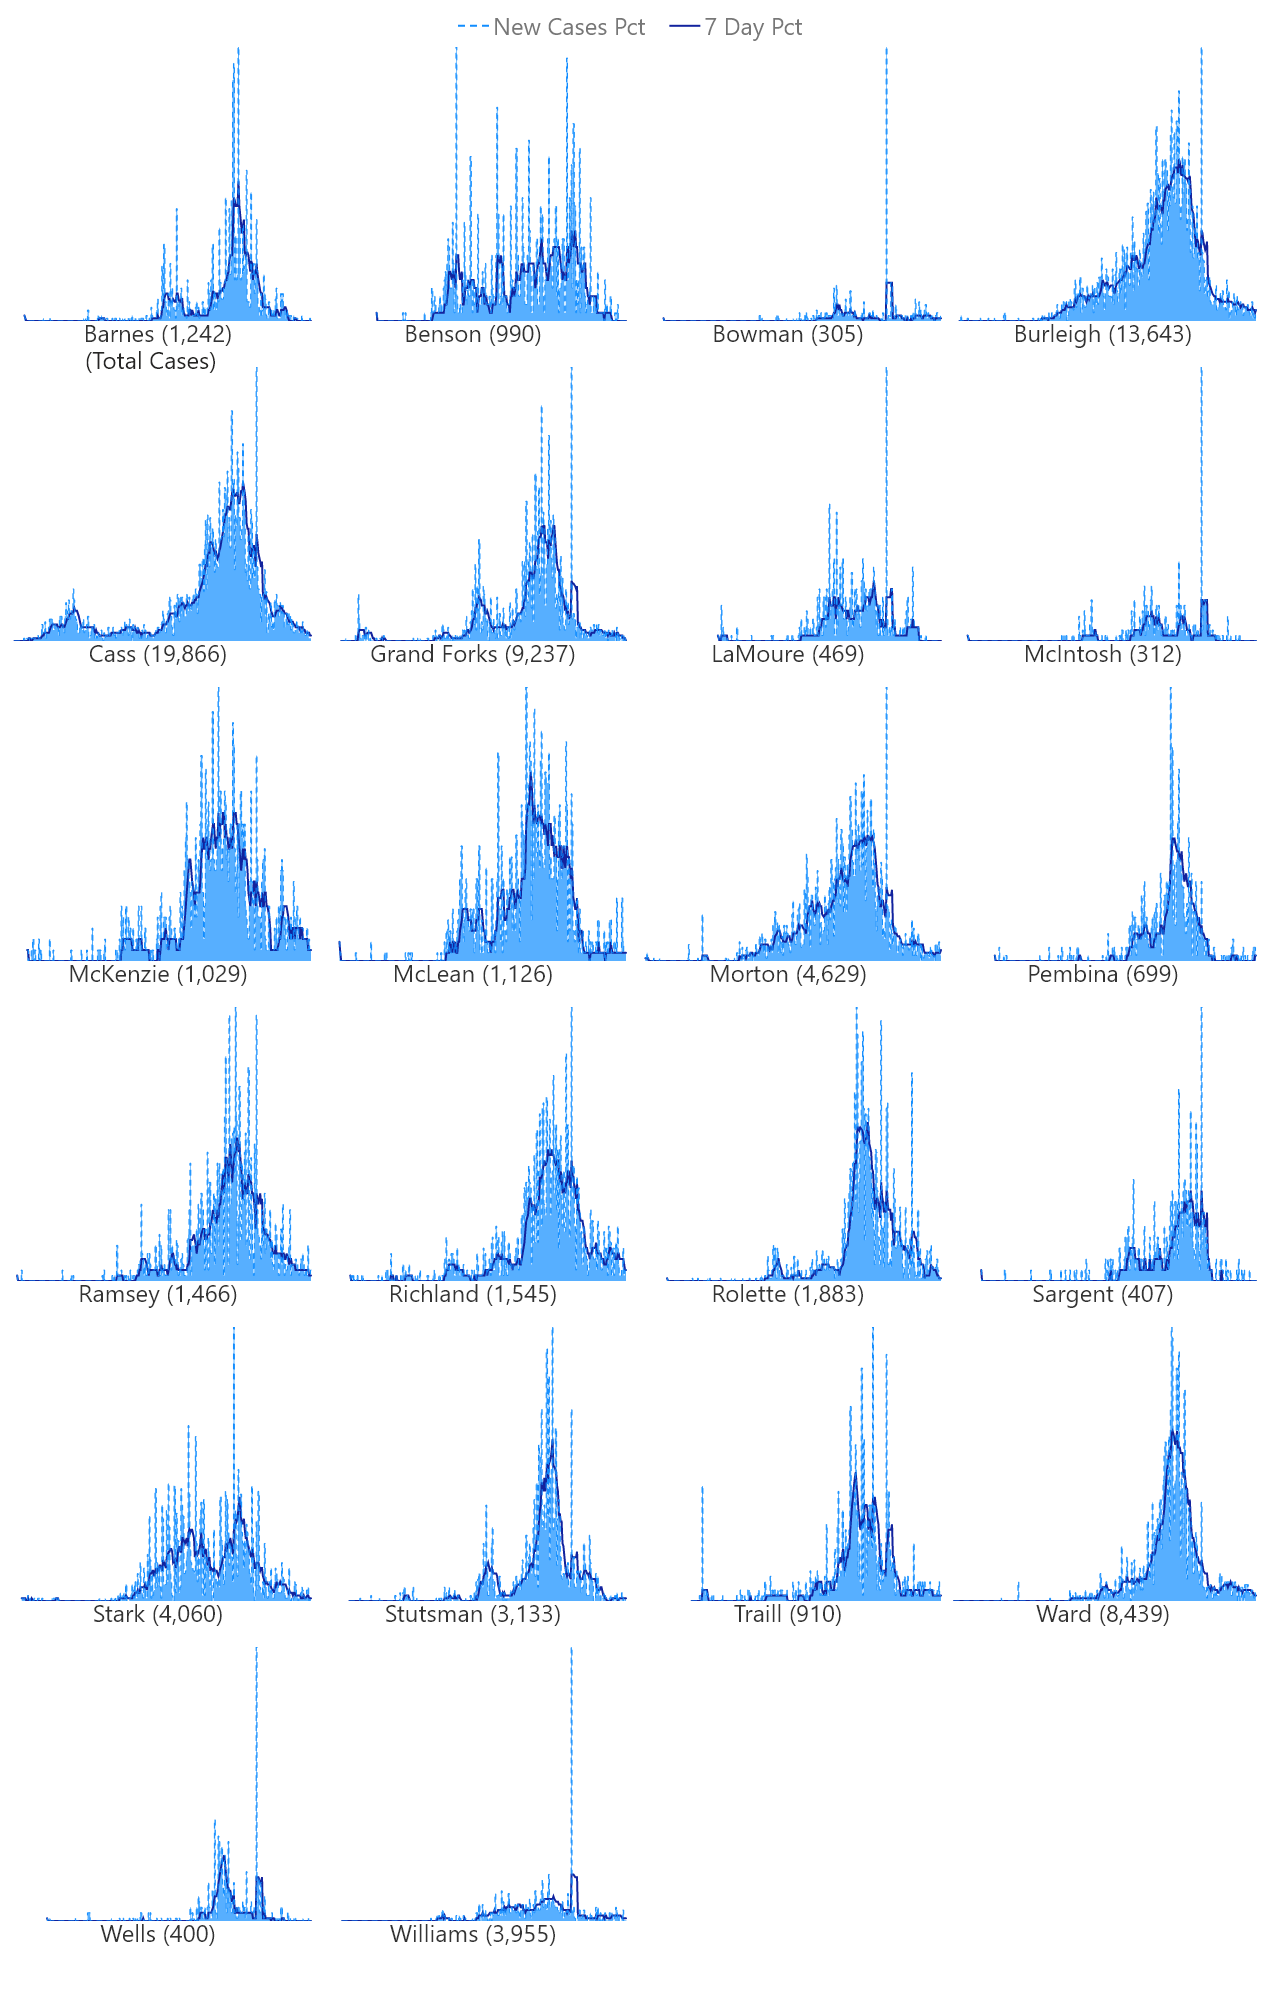 New Cases Pct 7 Day Pct
Barnes (1,242) Benson (990) Bowman (305) Burleigh (13,643)
(Total Cases)
Cass (19,866) Grand Forks (9,237) LaMoure (469) McIntosh (312)
McKenzie (1,029) McLean (1,126) Morton (4,629) Pembina (699)
Ramsey (1,466) Richland (1,545) Rolette (1,883) Sargent (407)
Stark (4,060) Stutsman (3,133) Traill (910) Ward (8,439)
Wells (400) Williams (3,955)